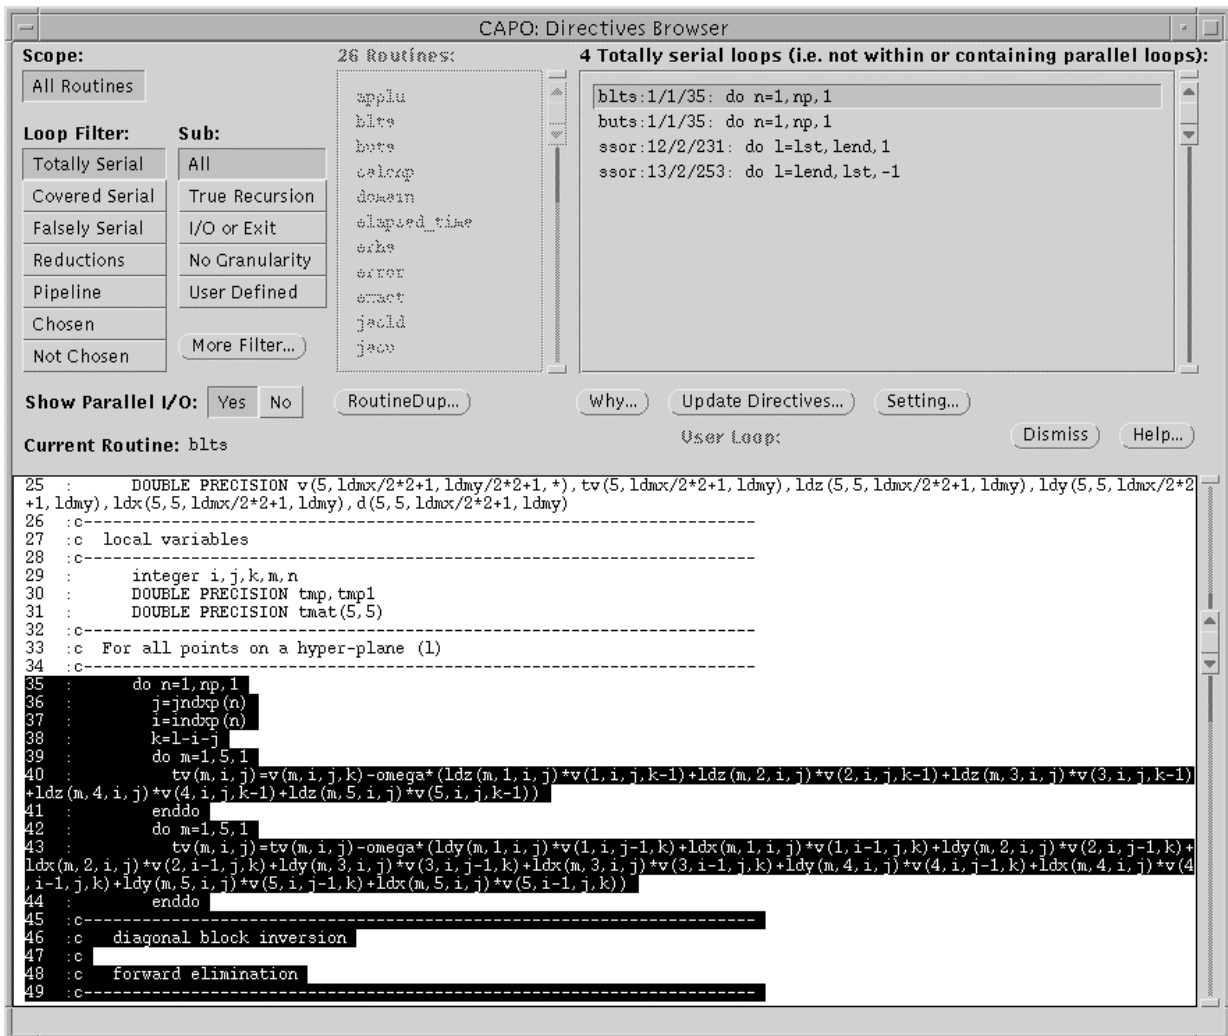 CAPO: Directives Browser
Scope:
26 Routines:
4 Totally serial loops (i.e. not within or containing parallel loops):
All Routines
Loop Filter:
Sub:
Totally Serial
Covered Serial
Falsely Serial
Reductions
Pipeline
Chosen
Not Chosen
All
True Recursion
I/O or Exit
No Granularity
User Defined
More Filter...
applu
blts
buts
calcnp
domain
elapsed_time
erhs
error
exact
jacld
jacu
blts:1/1/35: do n=1,np,1
buts:1/1/35: do n=1,np,1
ssor:12/2/231: do l=lst,lend,1
ssor:13/2/253: do l=lend,lst,-1
Show Parallel I/O: Yes No
RoutineDup...
Why...
Update Directives...
Setting...
User Loop:
Dismiss
Help...
Current Routine: blts
25 : DOUBLE PRECISION v(5,ldmx/2*2+1,ldmy/2*2+1,*),tv(5,ldmx/2*2+1,ldmy),ldz(5,5,ldmx/2*2+1,ldmy),ldy(5,5,ldmx/2*2
+1,ldmy),ldx(5,5,ldmx/2*2+1,ldmy),d(5,5,ldmx/2*2+1,ldmy)
26 :c----------------------------------------------------------------------
27 :c local variables
28 :c----------------------------------------------------------------------
29 : integer i,j,k,m,n
30 : DOUBLE PRECISION tmp,tmp1
31 : DOUBLE PRECISION tmat(5,5)
32 :c----------------------------------------------------------------------
33 :c For all points on a hyper-plane (l)
34 :c----------------------------------------------------------------------
35 : do n=1,np,1
36 : j=jndxp(n)
37 : i=indxp(n)
38 : k=l-i-j
39 : do m=1,5,1
40 : tv(m,i,j)=v(m,i,j,k)-omega*(ldz(m,1,i,j)*v(1,i,j,k-1)+ldz(m,2,i,j)*v(2,i,j,k-1)+ldz(m,3,i,j)*v(3,i,j,k-1)
+ldz(m,4,i,j)*v(4,i,j,k-1)+ldz(m,5,i,j)*v(5,i,j,k-1))
41 : enddo
42 : do m=1,5,1
43 : tv(m,i,j)=tv(m,i,j)-omega*(ldy(m,1,i,j)*v(1,i,j-1,k)+ldx(m,1,i,j)*v(1,i-1,j,k)+ldy(m,2,i,j)*v(2,i,j-1,k)+
ldx(m,2,i,j)*v(2,i-1,j,k)+ldy(m,3,i,j)*v(3,i,j-1,k)+ldx(m,3,i,j)*v(3,i-1,j,k)+ldy(m,4,i,j)*v(4,i,j-1,k)+ldx(m,4,i,j)*v(4
,i-1,j,k)+ldy(m,5,i,j)*v(5,i,j-1,k)+ldx(m,5,i,j)*v(5,i-1,j,k))
44 : enddo
45 :c----------------------------------------------------------------------
46 :c diagonal block inversion
47 :c
48 :c forward elimination
49 :c----------------------------------------------------------------------